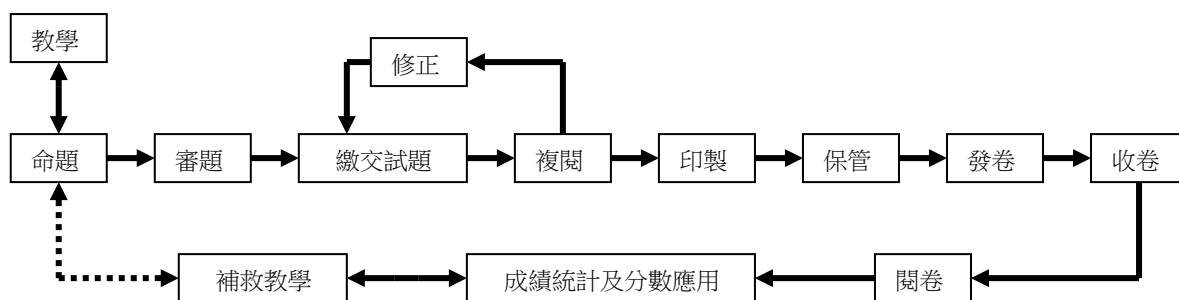 教學
修正
命題
審題
繳交試題
複閱
印製
保管
發卷
收卷
補救教學
成績統計及分數應用
閱卷